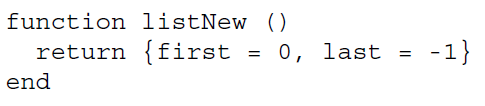 function listNew ()
  return {first = 0, last = -1}
end